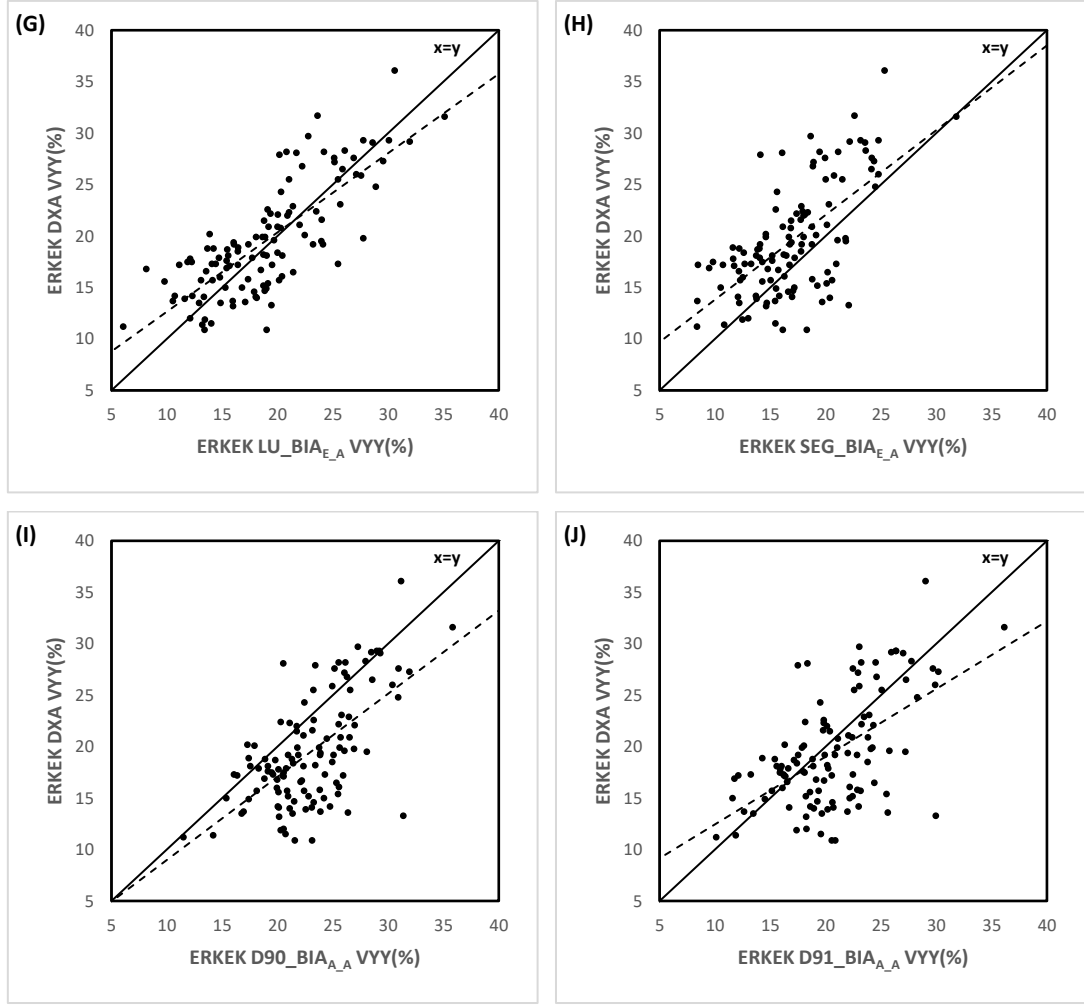 (G)
x=y
ERKEK DXA VYY(%)
40
35
30
25
20
15
10
5
5 10 15 20 25 30 35 40
ERKEK LU_BIAE_A VYY(%)
(H)
x=y
ERKEK DXA VYY(%)
40
35
30
25
20
15
10
5
5 10 15 20 25 30 35 40
ERKEK SEG_BIAE_A VYY(%)
(I)
x=y
ERKEK DXA VYY(%)
40
35
30
25
20
15
10
5
5 10 15 20 25 30 35 40
ERKEK D90_BIAA_A VYY(%)
(J)
x=y
ERKEK DXA VYY(%)
40
35
30
25
20
15
10
5
5 10 15 20 25 30 35 40
ERKEK D91_BIAA_A VYY(%)